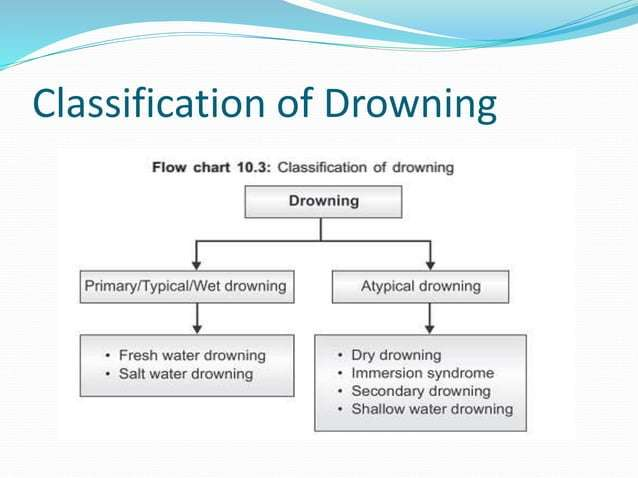 Classification of Drowning
Flow chart 10.3: Classification of drowning
Drowning
Primary/Typical/Wet drowning
• Fresh water drowning
• Salt water drowning
Atypical drowning
• Dry drowning
• Immersion syndrome
• Secondary drowning
• Shallow water drowning